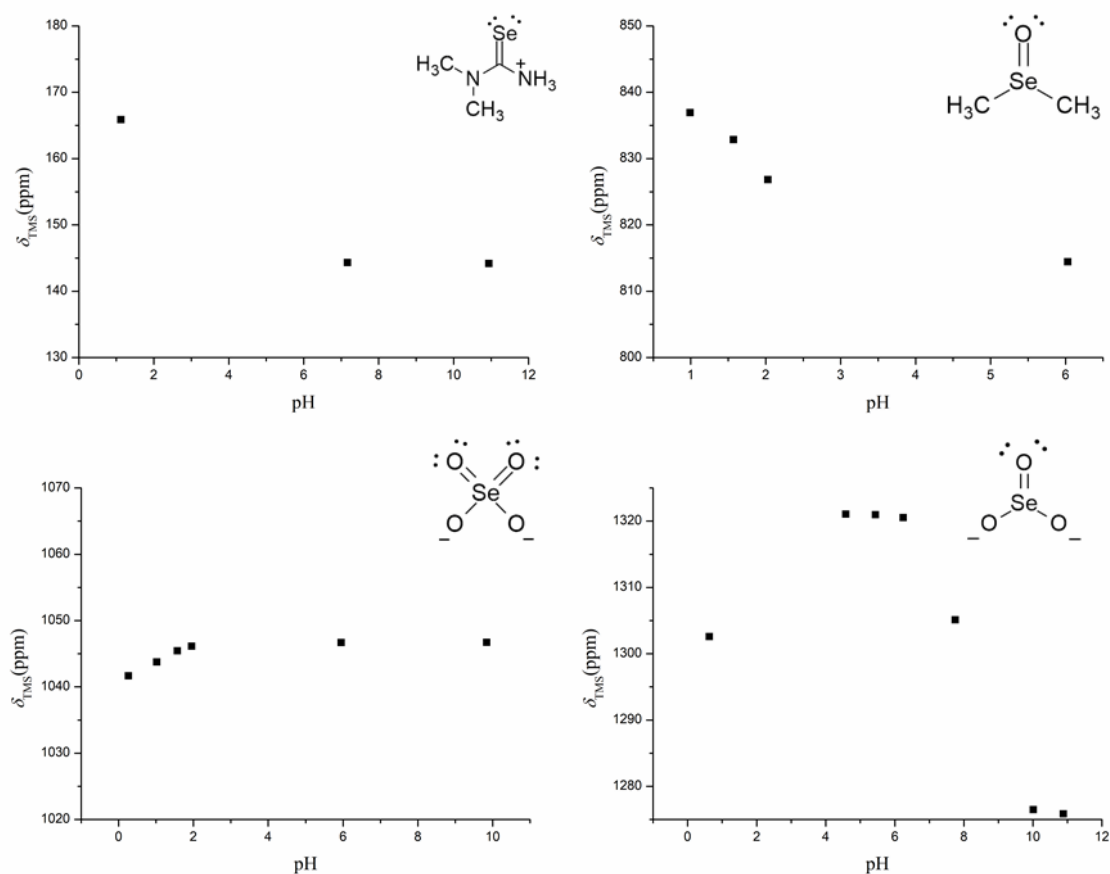 180
170
160
150
140
130
δTMS(ppm)
0 2 4 6 8 10 12
pH
Se
H₃C N + NH₃
CH₃
850
840
830
820
810
800
δTMS(ppm)
1 2 3 4 5 6
pH
O
Se
H₃C CH₃
1070
1060
1050
1040
1030
1020
δTMS(ppm)
0 2 4 6 8 10
pH
O O
Se
O O
− −
1320
1310
1300
1290
1280
δTMS(ppm)
0 2 4 6 8 10 12
pH
O
Se
O O
− −